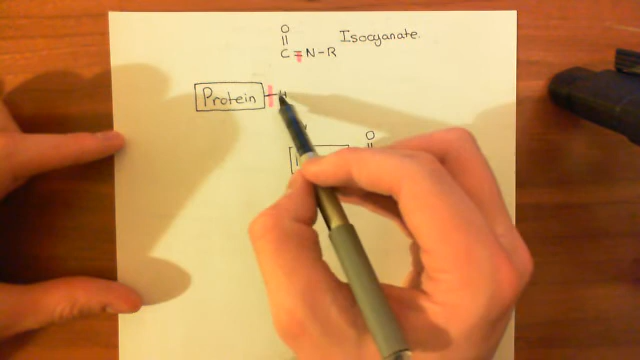 O
||
C=N-R Isocyanate.
Protein -H
O
||